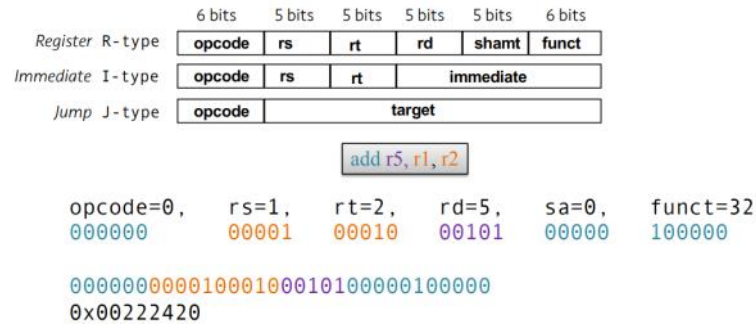 6 bits 5 bits 5 bits 5 bits 5 bits 6 bits
Register R-type opcode rs rt rd shamt funct
Immediate I-type opcode rs rt immediate
Jump J-type opcode target
add r5, r1, r2
opcode=0, rs=1, rt=2, rd=5, sa=0, funct=32
000000 00001 00010 00101 00000 100000
00000000001000100010100000100000
0x00222420